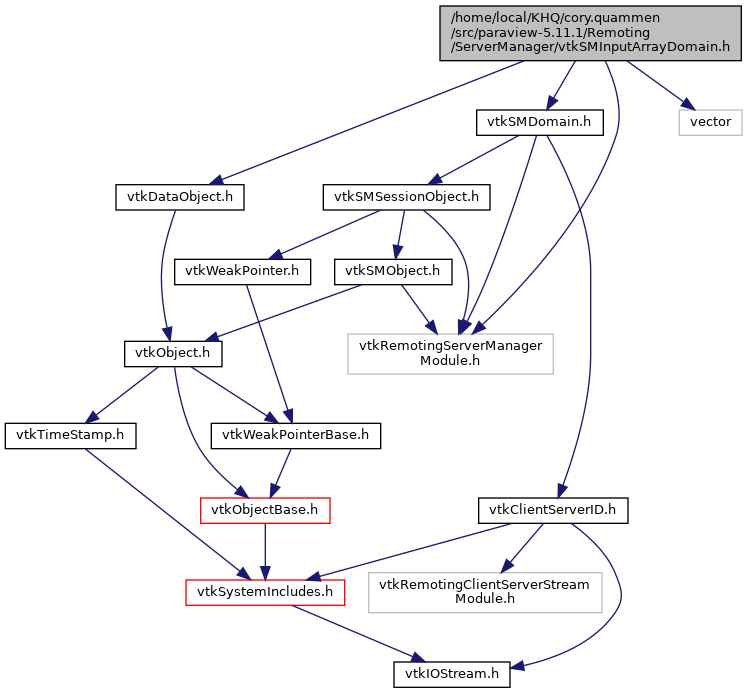 /home/local/KHQ/cory.quammen
/src/paraview-5.11.1/Remoting
/ServerManager/vtkSMInputArrayDomain.h
vtkSMDomain.h
vector
vtkDataObject.h
vtkSMSessionObject.h
vtkWeakPointer.h
vtkSMObject.h
vtkObject.h
vtkRemotingServerManager
Module.h
vtkTimeStamp.h
vtkWeakPointerBase.h
vtkObjectBase.h
vtkClientServerID.h
vtkSystemIncludes.h
vtkRemotingClientServerStream
Module.h
vtkIOStream.h